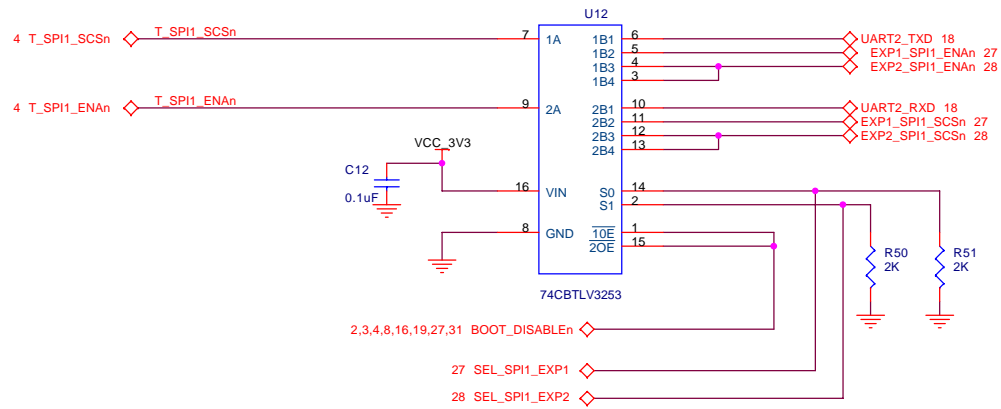 U12
4 T_SPI1_SCSn T_SPI1_SCSn 7 1A 1B1 6 UART2_TXD 18
1B2 5 EXP1_SPI1_ENAn 27
1B3 4 EXP2_SPI1_ENAn 28
1B4 3
4 T_SPI1_ENAn T_SPI1_ENAn 9 2A 2B1 10 UART2_RXD 18
2B2 11 EXP1_SPI1_SCSn 27
2B3 12 EXP2_SPI1_SCSn 28
2B4 13
VCC_3V3
C12
0.1uF
16 VIN S0 14
S1 2
8 GND 1OE 1
2OE 15
R50
2K
R51
2K
74CBTLV3253
2,3,4,8,16,19,27,31 BOOT_DISABLEn
27 SEL_SPI1_EXP1
28 SEL_SPI1_EXP2